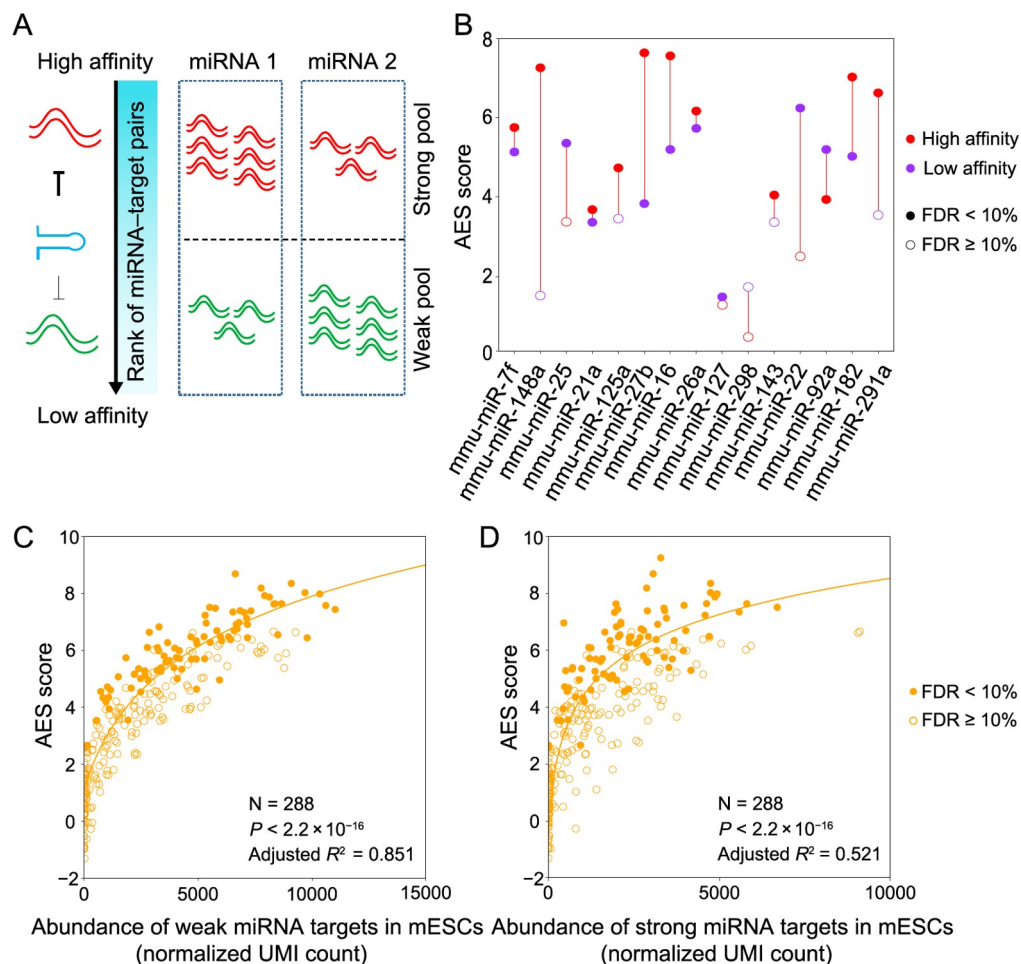 A
High affinity
miRNA 1
miRNA 2
Rank of miRNA–target pairs
Strong pool
Weak pool
Low affinity
B
8
6
4
2
0
AES score
mmu-miR-7f
mmu-miR-148a
mmu-miR-25
mmu-miR-21a
mmu-miR-125a
mmu-miR-27b
mmu-miR-16
mmu-miR-26a
mmu-miR-127
mmu-miR-298
mmu-miR-143
mmu-miR-22
mmu-miR-92a
mmu-miR-182
mmu-miR-291a
High affinity
Low affinity
FDR < 10%
FDR ≥ 10%
C
10
8
6
4
2
0
−2
AES score
N = 288
P < 2.2 × 10⁻¹⁶
Adjusted R² = 0.851
0 5000 10000 15000
Abundance of weak miRNA targets in mESCs
(normalized UMI count)
D
10
8
6
4
2
0
−2
AES score
N = 288
P < 2.2 × 10⁻¹⁶
Adjusted R² = 0.521
0 5000 10000
Abundance of strong miRNA targets in mESCs
(normalized UMI count)
FDR < 10%
FDR ≥ 10%